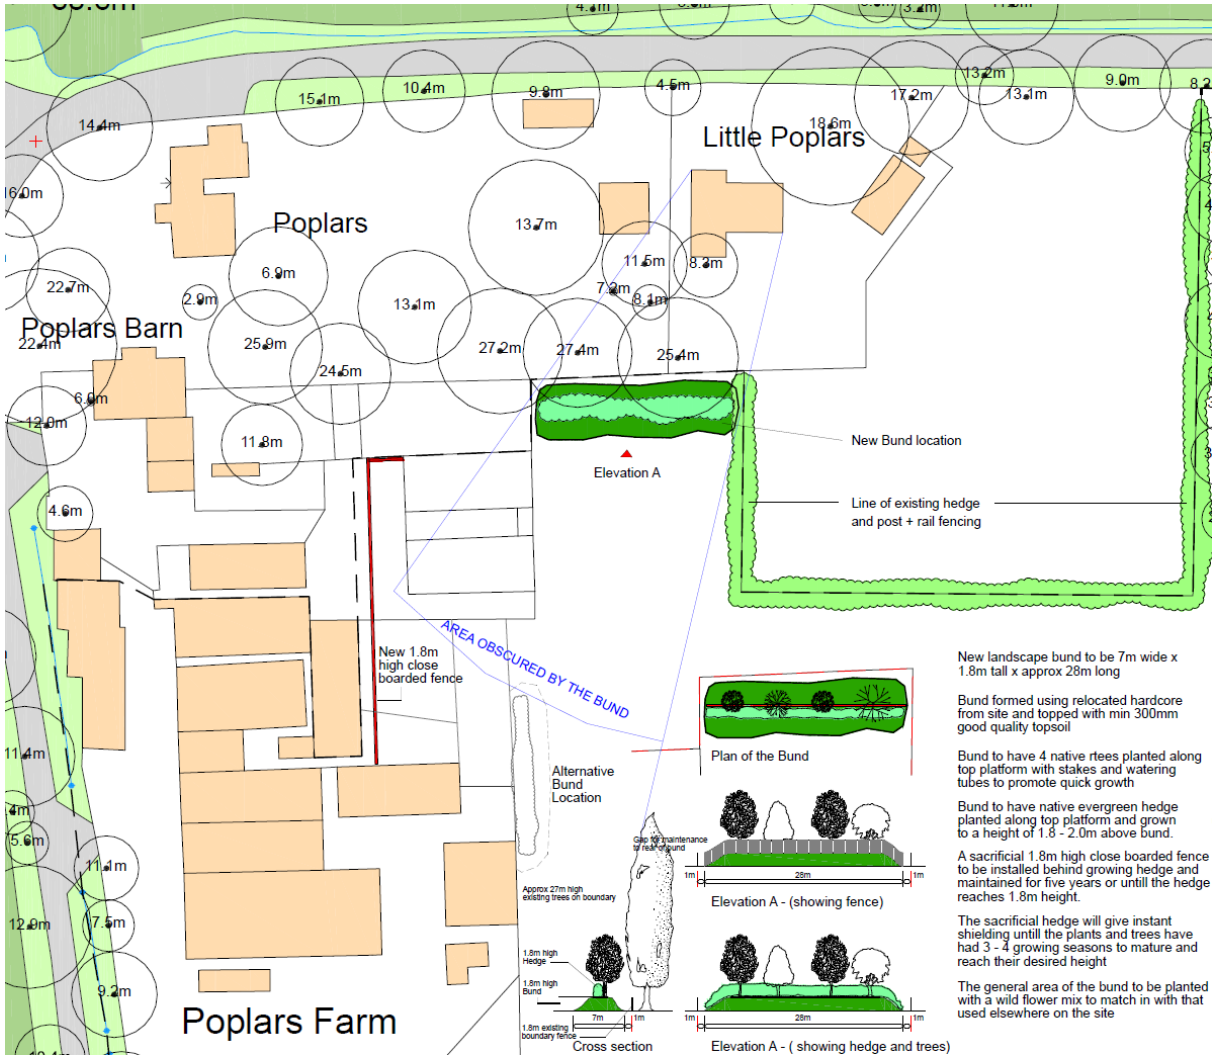 15.1m
10.4m
9.8m
4.5m
17.2m
13.2m
13.1m
9.0m
14.4m
18.6m
Little Poplars
16.0m
Poplars
13.7m
11.5m
8.3m
6.9m
22.7m
2.9m
13.1m
7.2m
8.1m
Poplars Barn
22.4m
25.9m
24.5m
27.2m
27.4m
25.4m
6.0m
12.0m
11.8m
New Bund location
Elevation A
Line of existing hedge
and post + rail fencing
4.6m
AREA OBSCURED BY THE BUND
New 1.8m
high close
boarded fence
11.4m
Alternative
Bund
Location
5.6m
11.1m
12.9m
7.5m
9.2m
Poplars Farm
Plan of the Bund
Gap for maintenance
to rear of bund
Approx 27m high
existing trees on boundary
1m
28m
1m
Elevation A - (showing fence)
1.8m high
Hedge
1.8m high
Bund
7m
1m
1.8m existing
boundary fence
Cross section
1m
28m
1m
Elevation A - ( showing hedge and trees)
New landscape bund to be 7m wide x
1.8m tall x approx 28m long
Bund formed using relocated hardcore
from site and topped with min 300mm
good quality topsoil
Bund to have 4 native rtees planted along
top platform with stakes and watering
tubes to promote quick growth
Bund to have native evergreen hedge
planted along top platform and grown
to a height of 1.8 - 2.0m above bund.
A sacrificial 1.8m high close boarded fence
to be installed behind growing hedge and
maintained for five years or untill the hedge
reaches 1.8m height.
The sacrificial hedge will give instant
shielding untill the plants and trees have
had 3 - 4 growing seasons to mature and
reach their desired height
The general area of the bund to be planted
with a wild flower mix to match in with that
used elsewhere on the site